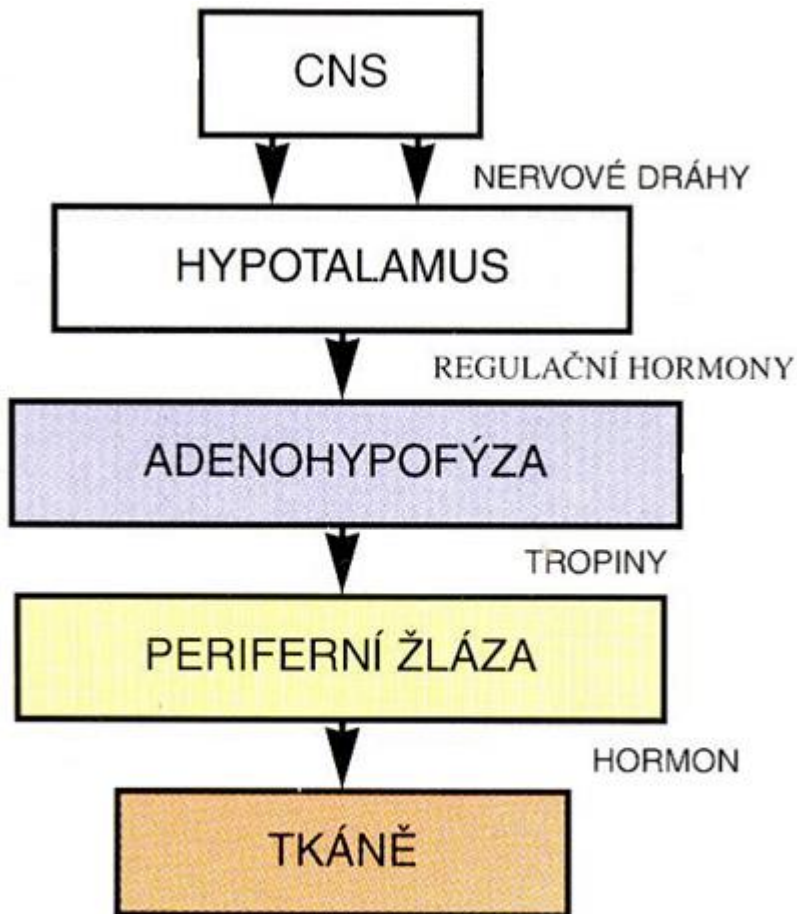 CNS
NERVOVÉ DRÁHY
HYPOTALAMUS
REGULAČNÍ HORMONY
ADENOHYPOFÝZA
TROPINY
PERIFERNÍ ŽLÁZA
HORMON
TKÁNĚ